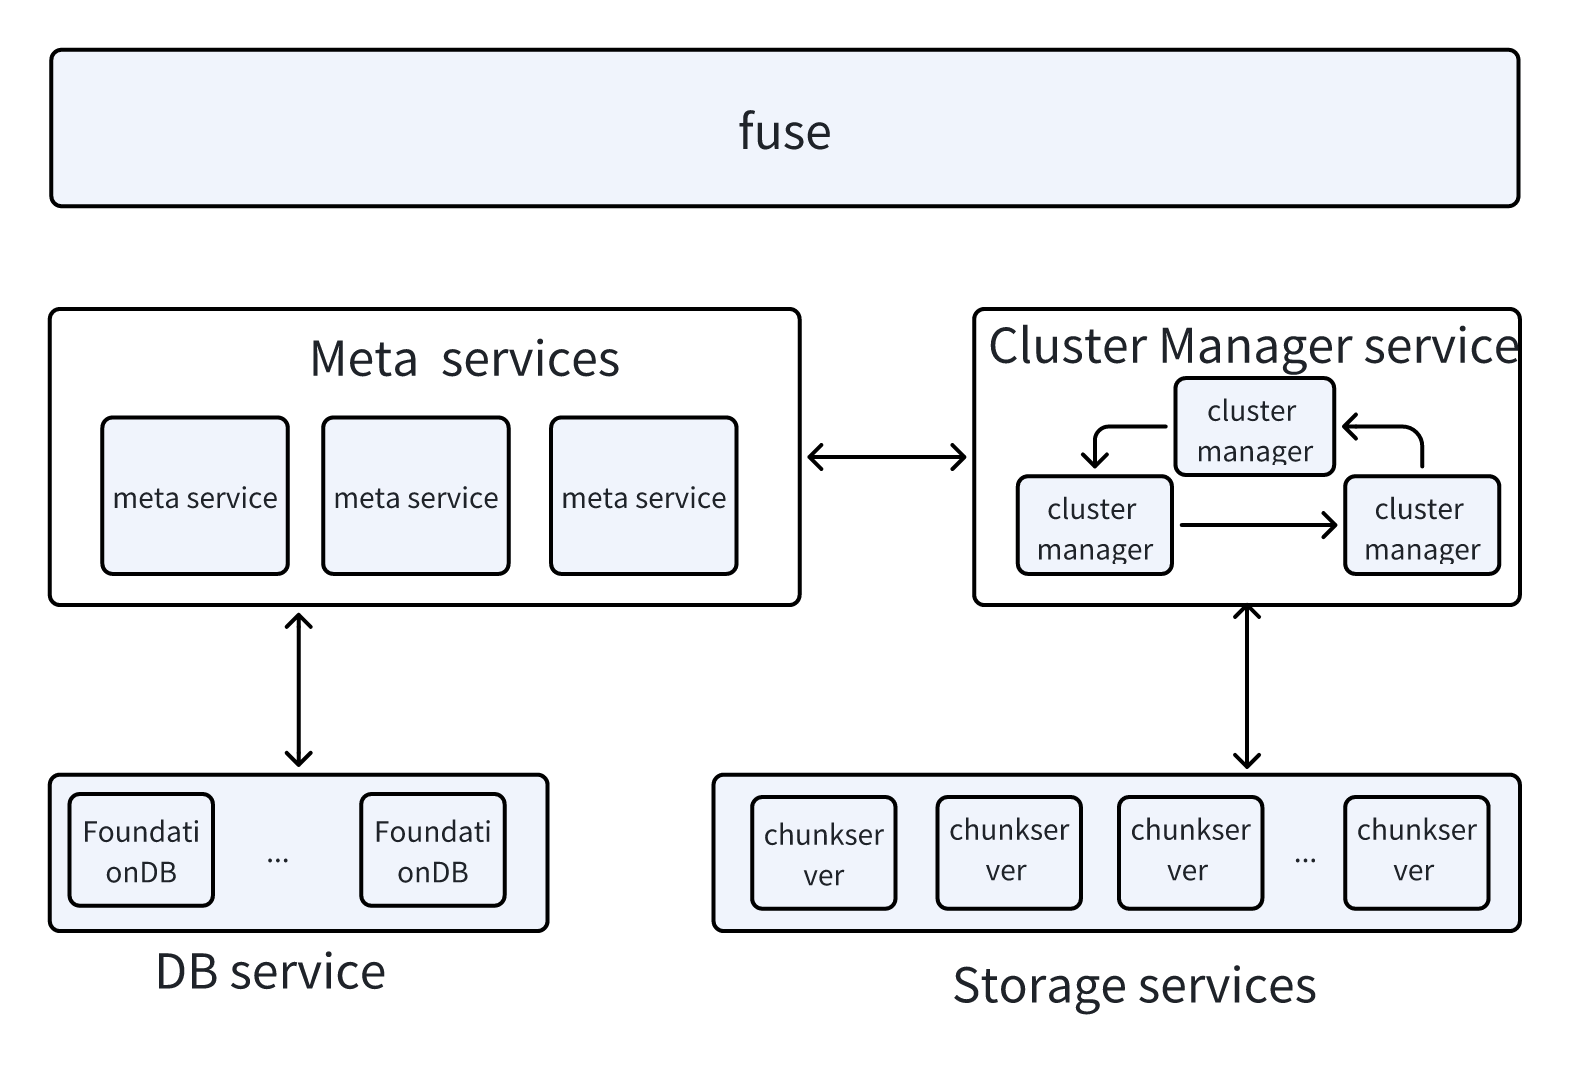 fuse
Meta  services
meta service
meta service
meta service
Cluster Manager service
cluster
manager
cluster
manager
cluster
manager
Foundati
onDB
...
Foundati
onDB
DB service
chunkser
ver
chunkser
ver
chunkser
ver
...
chunkser
ver
Storage services